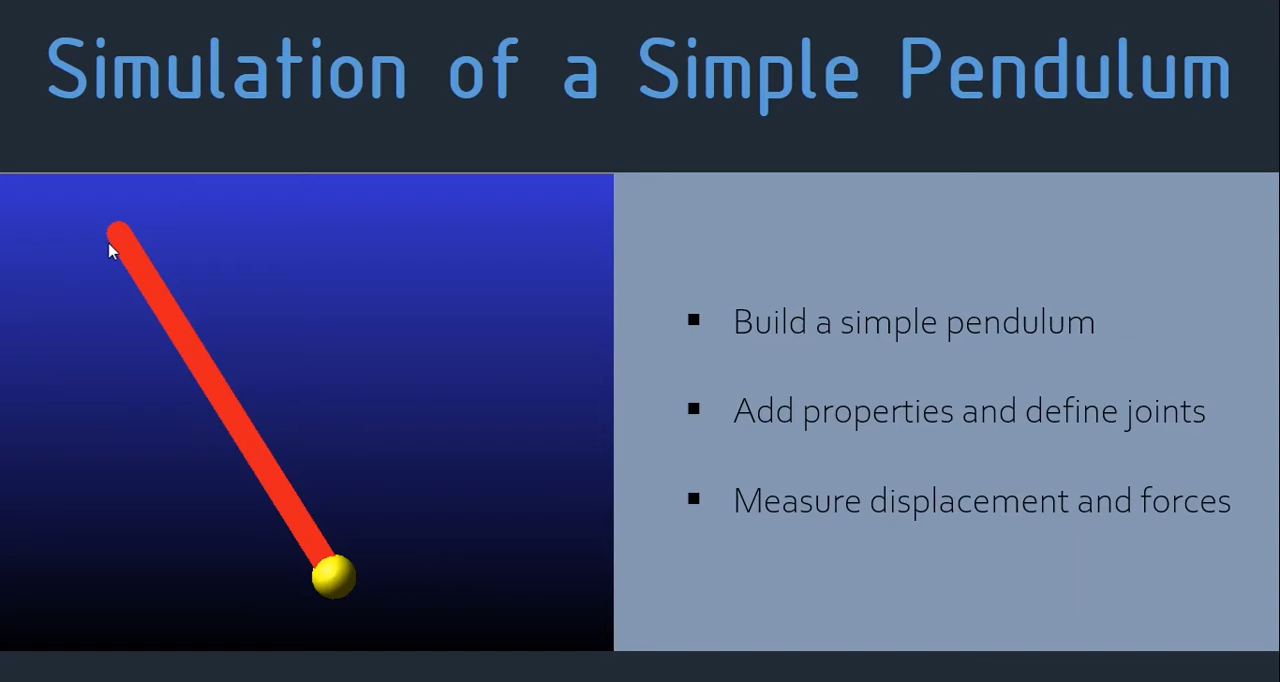 Simulation of a Simple Pendulum
▪ Build a simple pendulum
▪ Add properties and define joints
▪ Measure displacement and forces